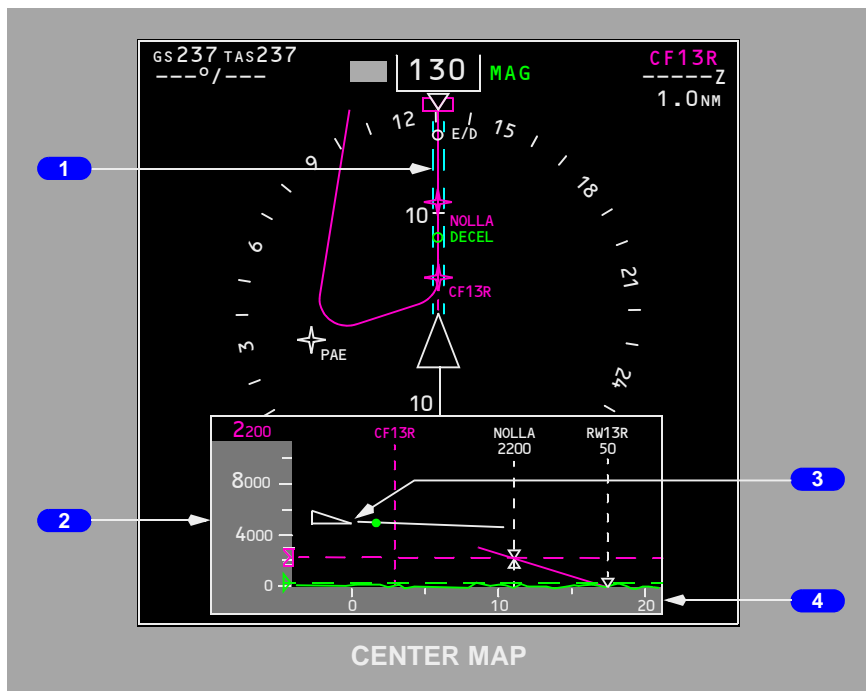 GS237 TAS237
---°/---
130 MAG
CF13R
-----Z
1.0NM
12
15
E/D
9
18
1
10
NOLLA
DECEL
6
21
CF13R
3
PAE
24
10
2200
CF13R
NOLLA
2200
RW13R
50
8000
3
2
4000
0
4
0
10
20
CENTER MAP